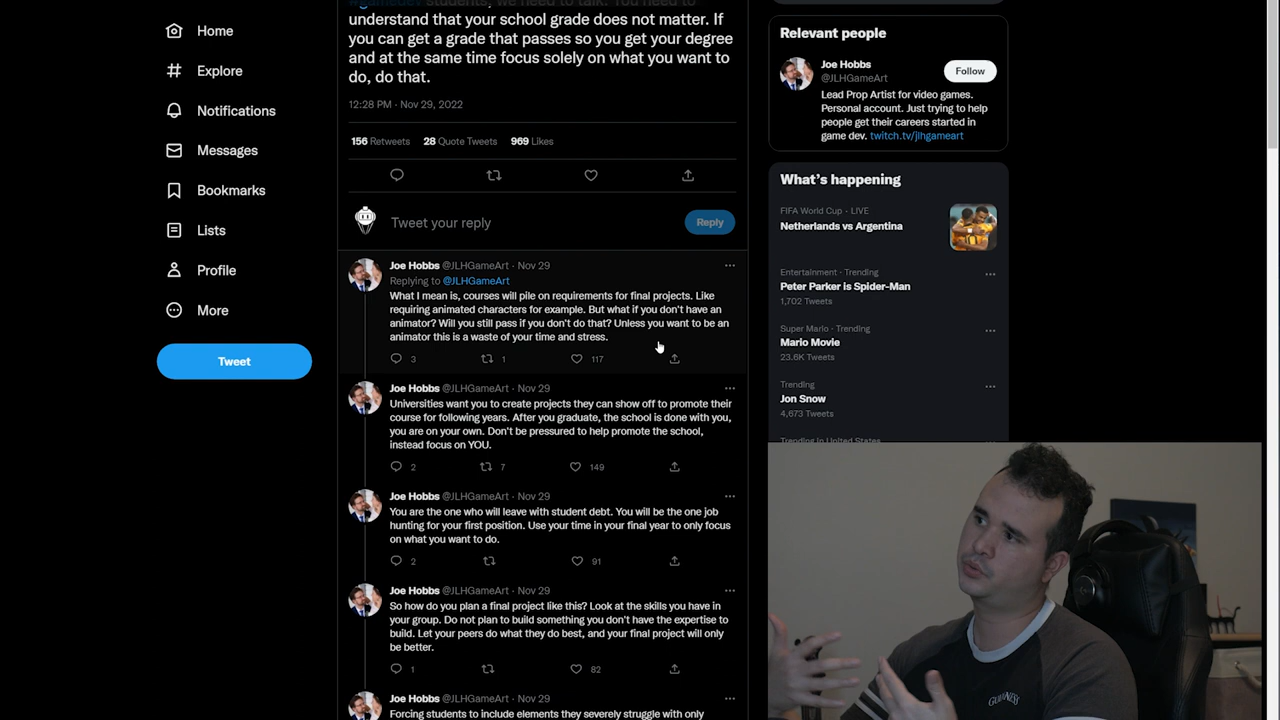 Home
Explore
Notifications
Messages
Bookmarks
Lists
Profile
More
Tweet
students, we need to talk. You need to
understand that your school grade does not matter. If
you can get a grade that passes so you get your degree
and at the same time focus solely on what you want to
do, do that.
12:28 PM · Nov 29, 2022
156 Retweets 28 Quote Tweets 969 Likes
Tweet your reply
Reply
Joe Hobbs @JLHGameArt · Nov 29
Replying to @JLHGameArt
What I mean is, courses will pile on requirements for final projects. Like
requiring animated characters for example. But what if you don't have an
animator? Will you still pass if you don't do that? Unless you want to be an
animator this is a waste of your time and stress.
3 1 117
Joe Hobbs @JLHGameArt · Nov 29
Universities want you to create projects they can show off to promote their
course for following years. After you graduate, the school is done with you,
you are on your own. Don't be pressured to help promote the school,
instead focus on YOU.
2 7 149
Joe Hobbs @JLHGameArt · Nov 29
You are the one who will leave with student debt. You will be the one job
hunting for your first position. Use your time in your final year to only focus
on what you want to do.
2 91
Joe Hobbs @JLHGameArt · Nov 29
So how do you plan a final project like this? Look at the skills you have in
your group. Do not plan to build something you don't have the expertise to
build. Let your peers do what they do best, and your final project will only
be better.
1 82
Joe Hobbs @JLHGameArt · Nov 29
Forcing students to include elements they severely struggle with only
Relevant people
Joe Hobbs
@JLHGameArt
Follow
Lead Prop Artist for video games.
Personal account. Just trying to help
people get their careers started in
game dev. twitch.tv/jlhgameart
What's happening
FIFA World Cup · LIVE
Netherlands vs Argentina
Entertainment · Trending
Peter Parker is Spider-Man
1,702 Tweets
Super Mario · Trending
Mario Movie
23.6K Tweets
Trending
Jon Snow
4,673 Tweets
Trending in United States
GUINNESS